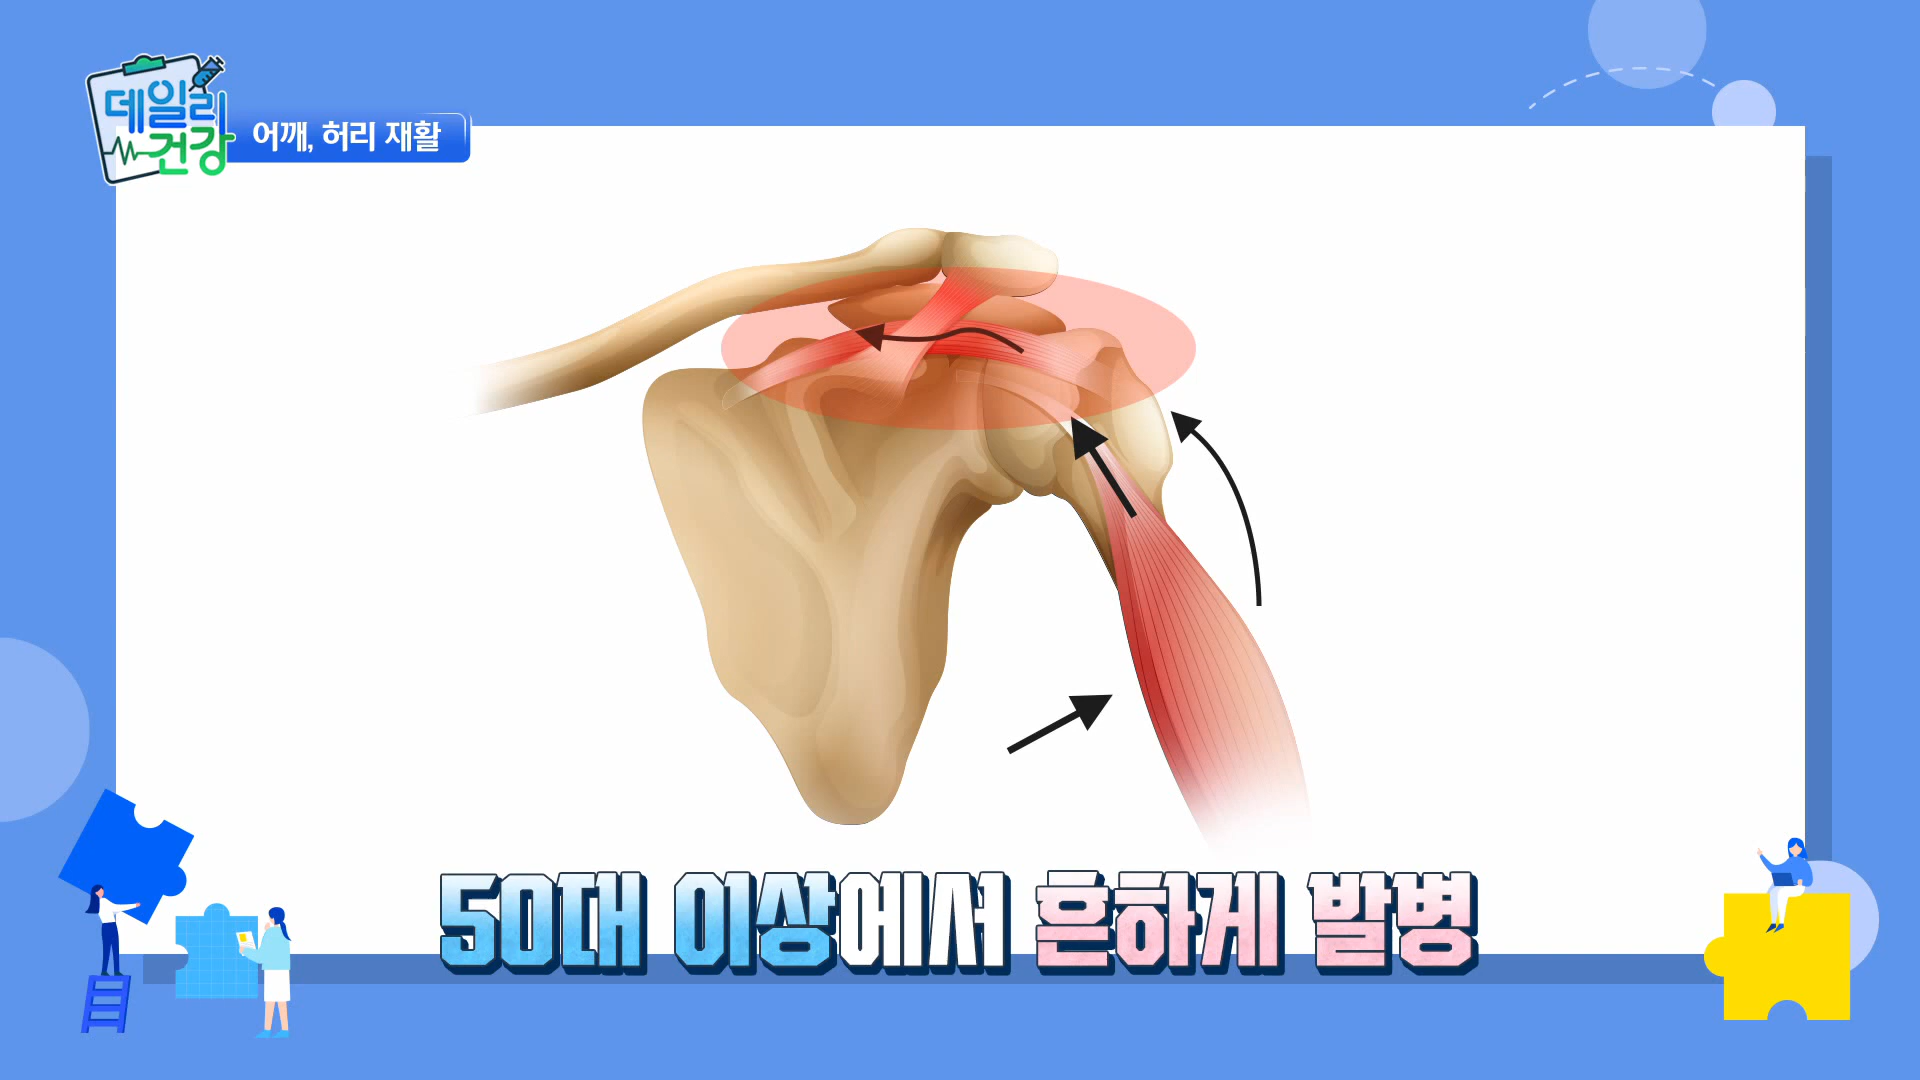 데일리
건강
어깨, 허리 재활
50대 이상에서 흔하게 발병